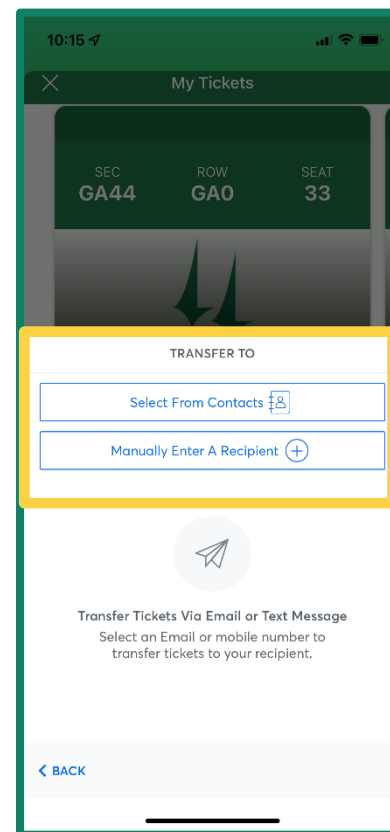 10:15
My Tickets
SEC ROW SEAT
GA44 GA0 33
TRANSFER TO
Select From Contacts
Manually Enter A Recipient
Transfer Tickets Via Email or Text Message
Select an Email or mobile number to
transfer tickets to your recipient.
BACK